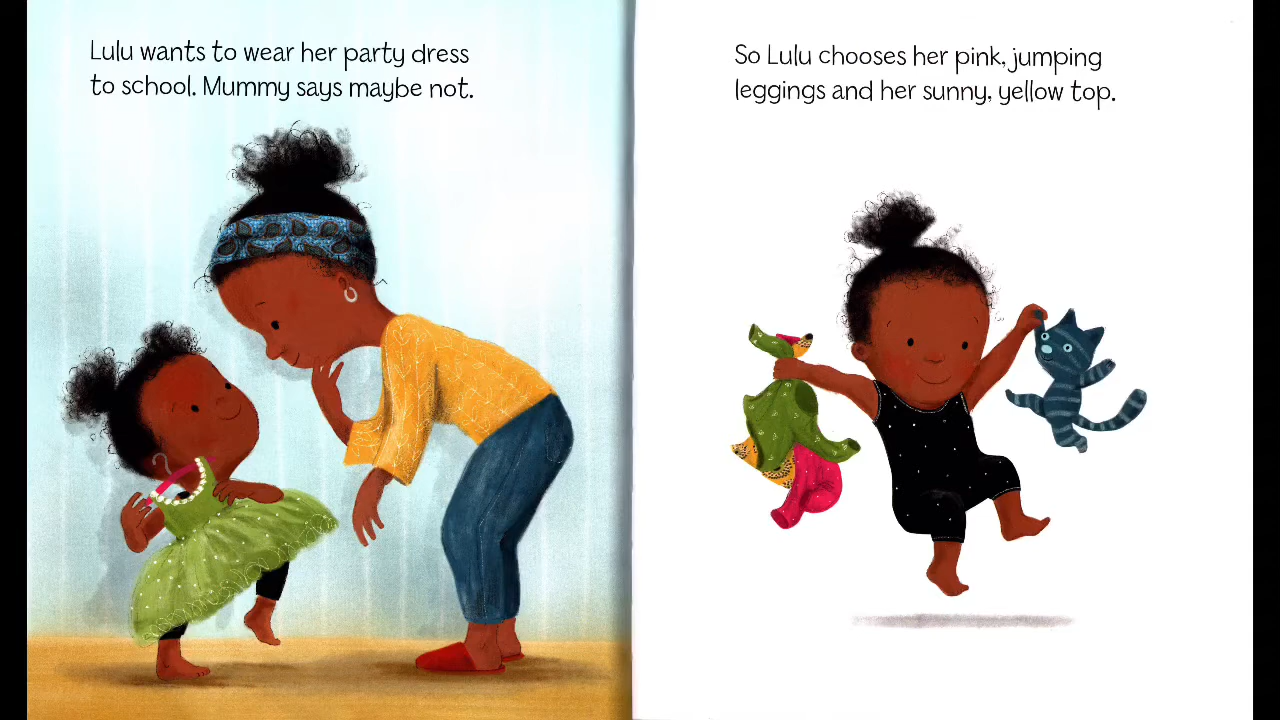 Lulu wants to wear her party dress
to school. Mummy says maybe not.
So Lulu chooses her pink, jumping
leggings and her sunny, yellow top.